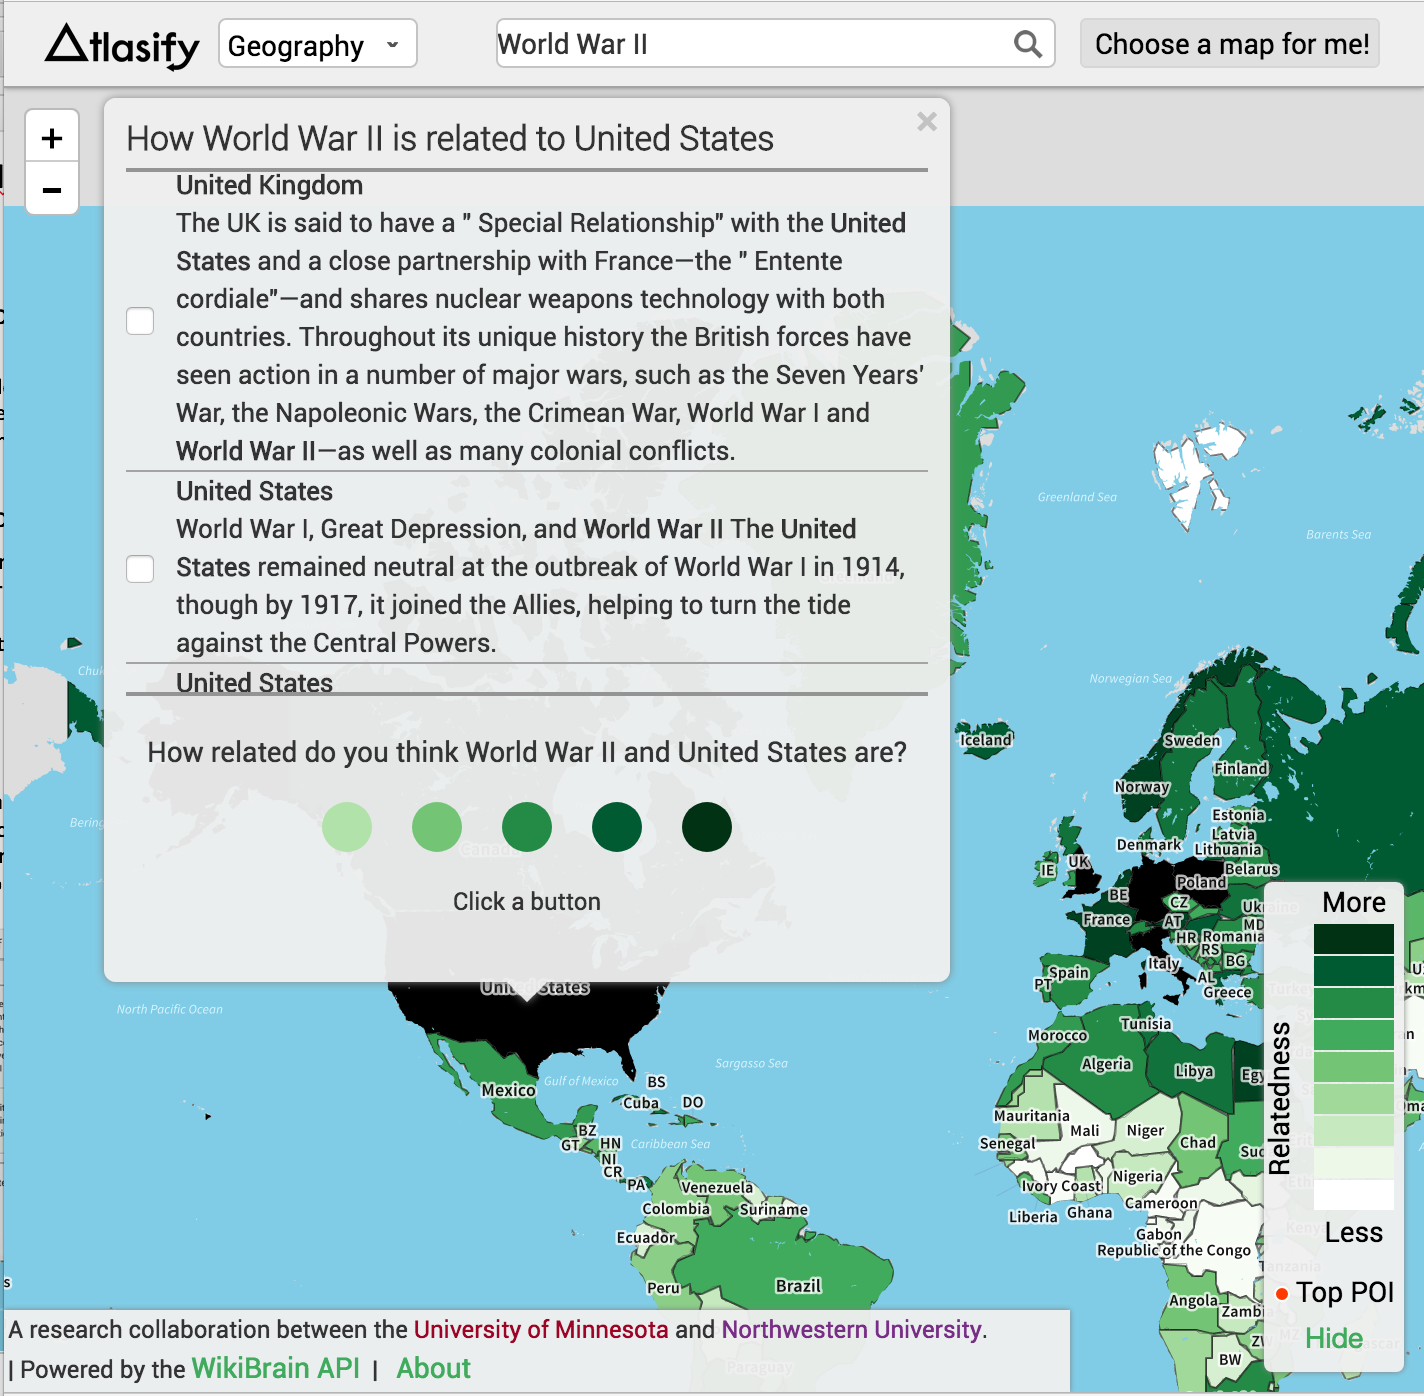 Atlasify
Geography
World War II
Choose a map for me!
+
−
How World War II is related to United States
×
United Kingdom
The UK is said to have a " Special Relationship" with the United
States and a close partnership with France—the " Entente
cordiale"—and shares nuclear weapons technology with both
countries. Throughout its unique history the British forces have
seen action in a number of major wars, such as the Seven Years'
War, the Napoleonic Wars, the Crimean War, World War I and
World War II—as well as many colonial conflicts.
United States
World War I, Great Depression, and World War II The United
States remained neutral at the outbreak of World War I in 1914,
though by 1917, it joined the Allies, helping to turn the tide
against the Central Powers.
United States
How related do you think World War II and United States are?
Canada
Click a button
Greenland Sea
Barents Sea
Norwegian Sea
Iceland
Sweden
Finland
Norway
Estonia
Latvia
Denmark
Lithuania
IE
UK
Belarus
Poland
BE
CZ
Ukraine
France
AT
MD
HR
Romania
RS
Italy
BG
Spain
AL
PT
Greece
United States
North Pacific Ocean
Sargasso Sea
Gulf of Mexico
Mexico
BS
Cuba
DO
BZ
GT
HN
Caribbean Sea
NI
CR
PA
Venezuela
Colombia
Suriname
Ecuador
Peru
Brazil
Paraguay
Tunisia
Morocco
Algeria
Libya
Mauritania
Mali
Niger
Chad
Senegal
Nigeria
Ivory Coast
Cameroon
Liberia
Ghana
Gabon
Republic of the Congo
Tanzania
Angola
Zambi
ZW
MZ
BW
More
Relatedness
Less
Top POI
Hide
A research collaboration between the University of Minnesota and Northwestern University.
| Powered by the WikiBrain API | About